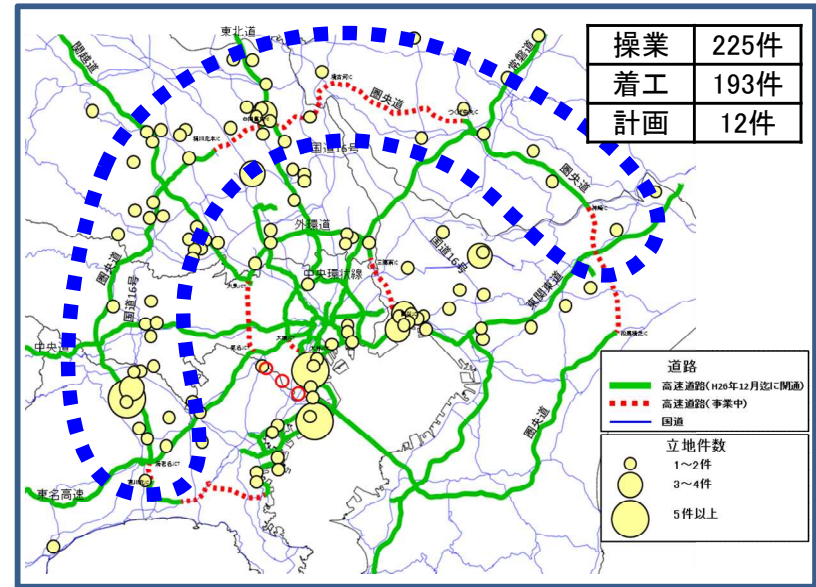 操業 225件
着工 193件
計画 12件
東北道
関越道
常磐道
圏央道
国道16号
圏央道
外環道
国道16号
中央環状線
圏央道
国道16号
東関東道
中央道
圏央道
東名高速
道路
高速道路(H26年12月迄に開通)
高速道路(事業中)
国道
立地件数
1～2件
3～4件
5件以上